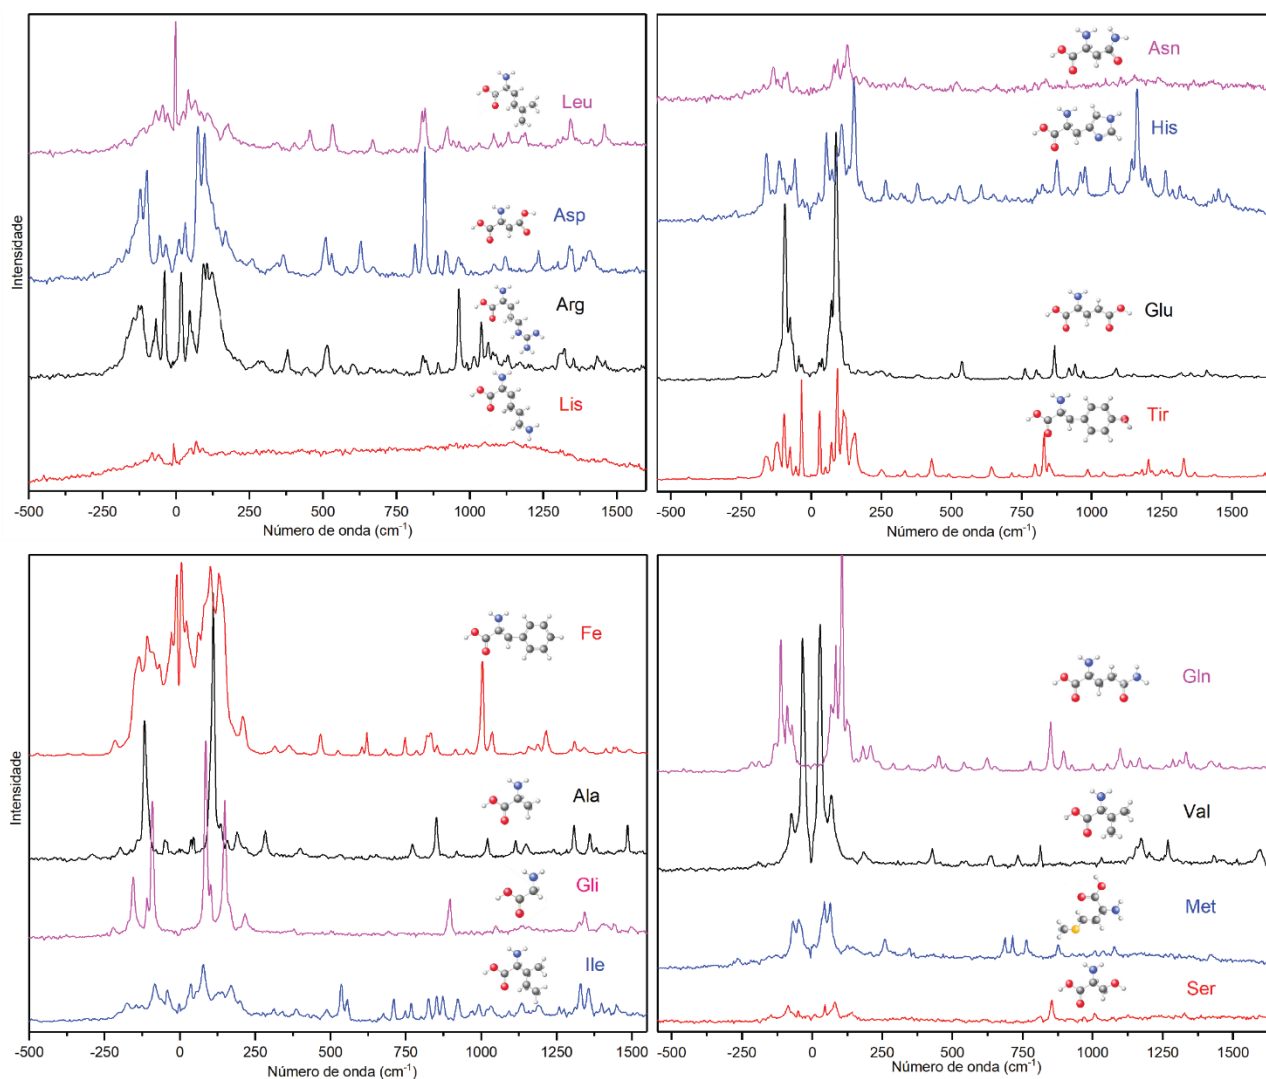 Intensidade
Leu
Asp
Arg
Lis
-500 -250 0 250 500 750 1000 1250 1500
Número de onda (cm-1)
Asn
His
Glu
Tir
-500 -250 0 250 500 750 1000 1250 1500
Número de onda (cm-1)
Intensidade
Fe
Ala
Gli
Ile
-500 -250 0 250 500 750 1000 1250 1500
Número de onda (cm-1)
Gln
Val
Met
Ser
-500 -250 0 250 500 750 1000 1250 1500
Número de onda (cm-1)